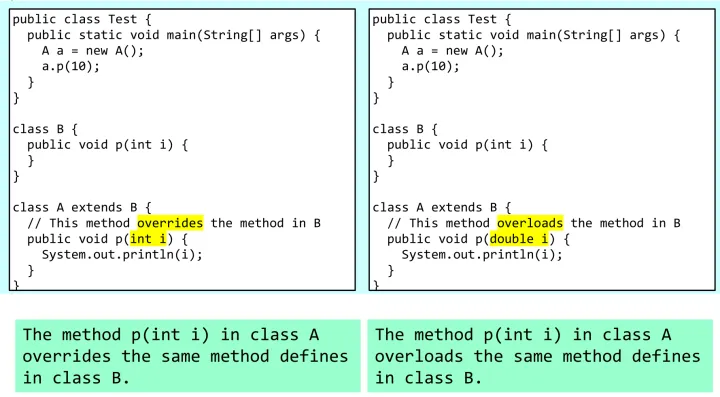 public class Test {
public static void main(String[] args) {
A a = new A();
a.p(10);
}
}
class B {
public void p(int i) {
}
}
class A extends B {
// This method overrides the method in B
public void p(int i) {
System.out.println(i);
}
}
public class Test {
public static void main(String[] args) {
A a = new A();
a.p(10);
}
}
class B {
public void p(int i) {
}
}
class A extends B {
// This method overloads the method in B
public void p(double i) {
System.out.println(i);
}
}
The method p(int i) in class A
overrides the same method defines
in class B.
The method p(int i) in class A
overloads the same method defines
in class B.